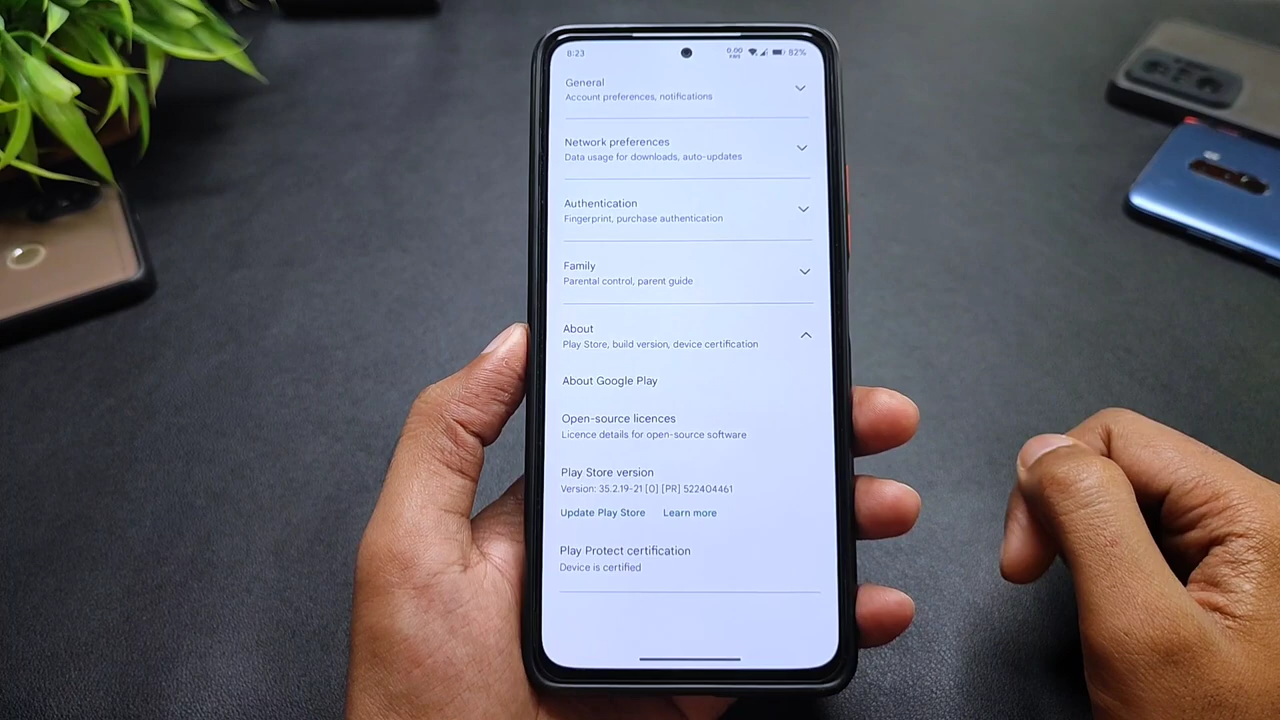 8:23
0.00
KB/S
82%
General
Account preferences, notifications
Network preferences
Data usage for downloads, auto-updates
Authentication
Fingerprint, purchase authentication
Family
Parental control, parent guide
About
Play Store, build version, device certification
About Google Play
Open-source licences
Licence details for open-source software
Play Store version
Version: 35.2.19-21 [0] [PR] 522404461
Update Play Store Learn more
Play Protect certification
Device is certified